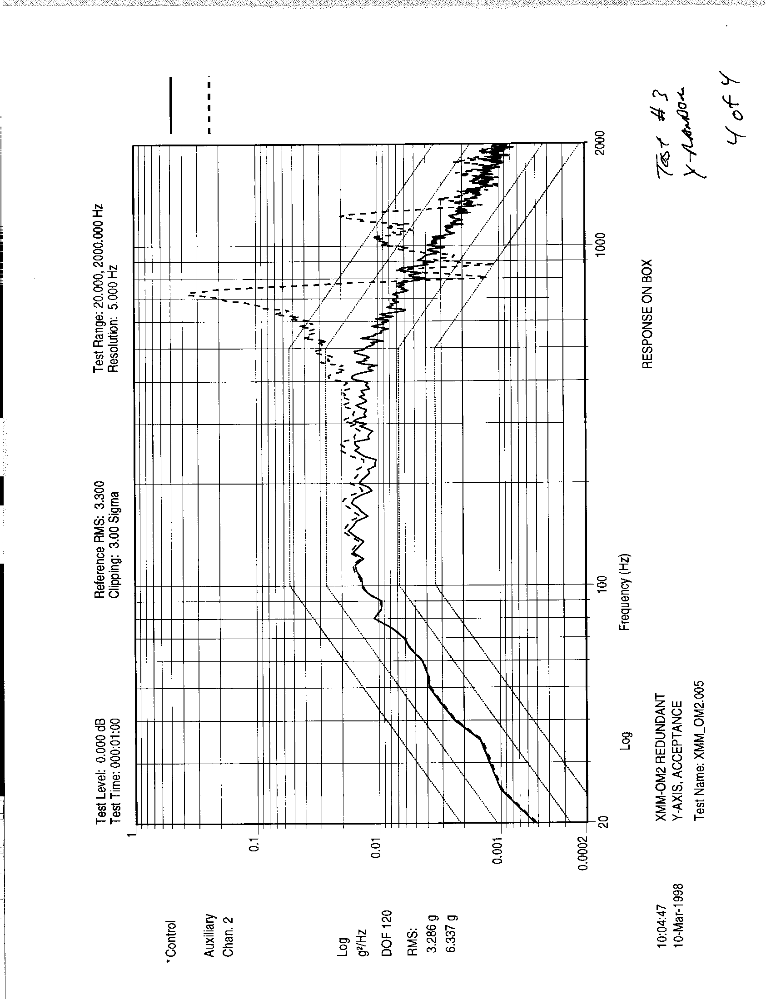 Test Level: 0.000 dB
Test Time: 000:01:00
Reference RMS: 3.300
Clipping: 3.00 Sigma
Test Range: 20.000, 2000.000 Hz
Resolution: 5.000 Hz
*Control
Auxiliary
Chan. 2
Log
g²/Hz
DOF 120
RMS:
3.286 g
6.337 g
1
0.1
0.01
0.001
0.0002
20
100
1000
2000
Log
Frequency (Hz)
RESPONSE ON BOX
10:04:47
10-Mar-1998
XMM-OM2 REDUNDANT
Y-AXIS, ACCEPTANCE
Test Name: XMM_OM2.005
Test #3
Y-Random
4 of 4